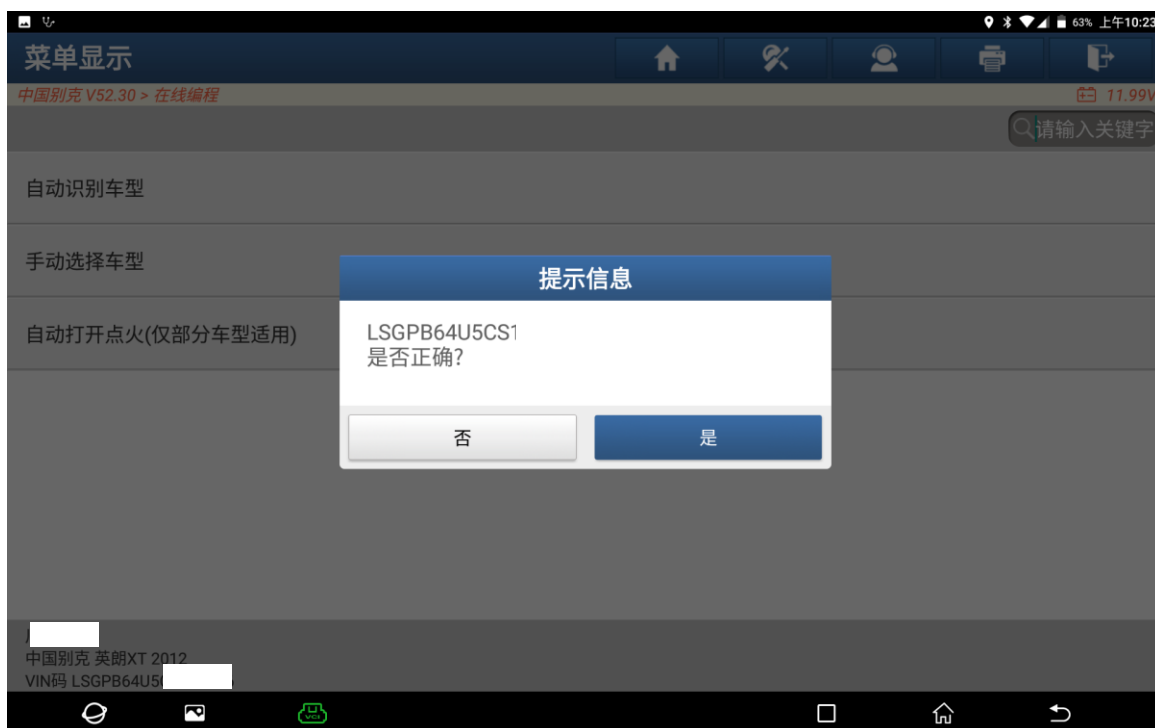 63% 上午10:23
菜单显示
中国别克 V52.30 > 在线编程
11.99V
请输入关键字
自动识别车型
手动选择车型
自动打开点火(仅部分车型适用)
提示信息
LSGPB64U5CS1
是否正确?
否
是
中国别克 英朗XT 2012
VIN码 LSGPB64U5
VCI